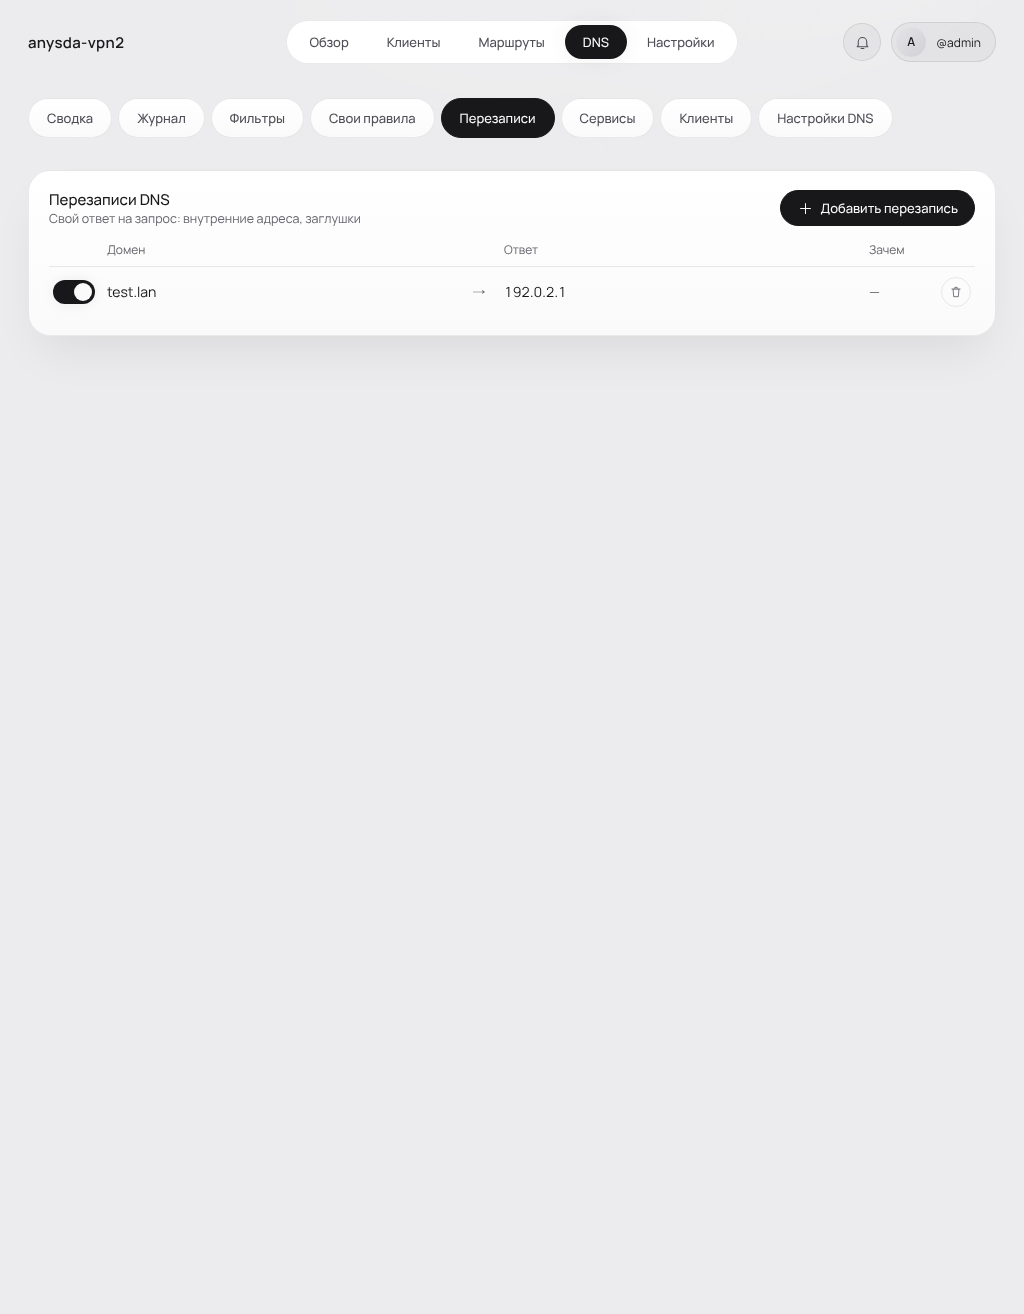 anysda-vpn2
Обзор Клиенты Маршруты DNS Настройки
A @admin
Сводка Журнал Фильтры Свои правила Перезаписи Сервисы Клиенты Настройки DNS
Перезаписи DNS
Свой ответ на запрос: внутренние адреса, заглушки
+ Добавить перезапись
Домен Ответ Зачем
test.lan → 192.0.2.1 —